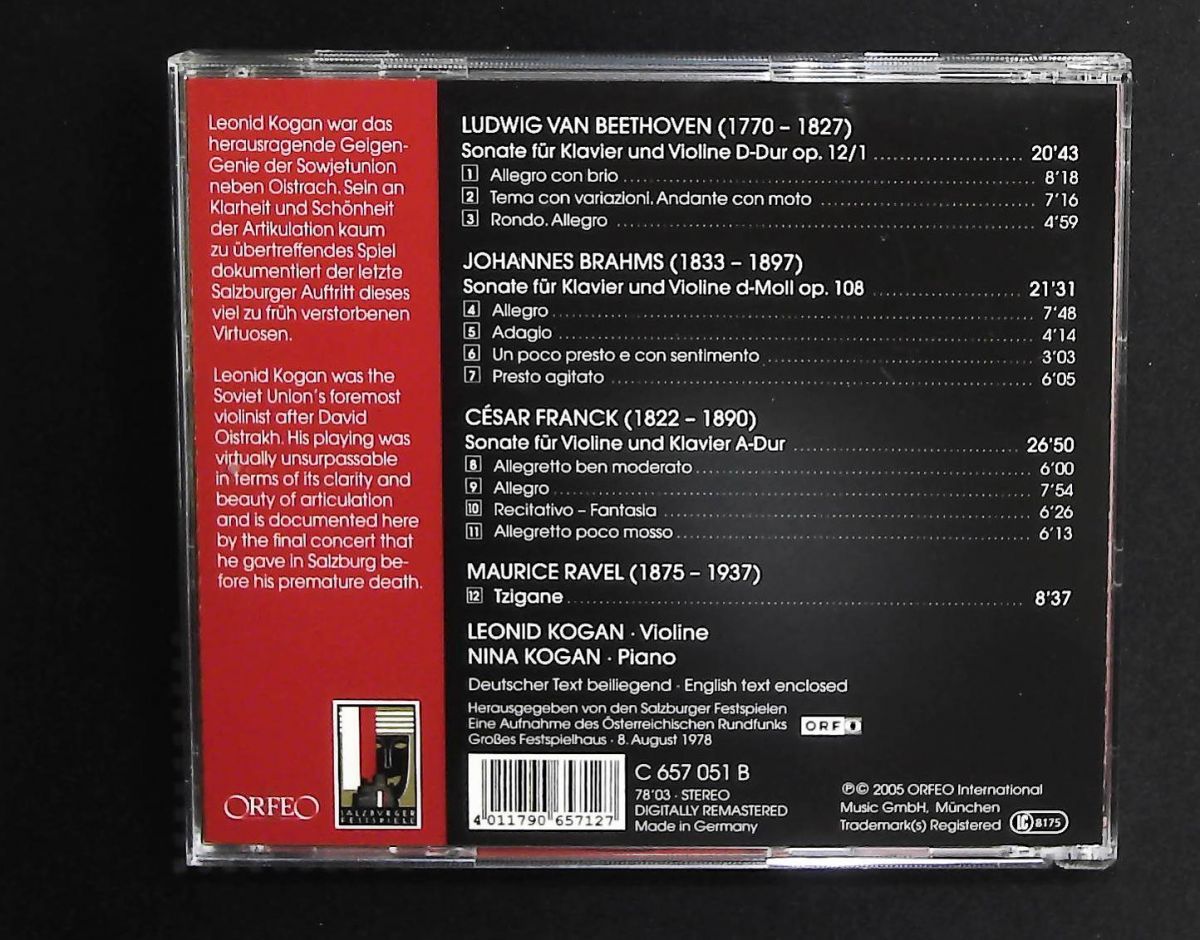 Leonid Kogan war das
herausragende Geigen-
Genie der Sowjetunion
neben Oistrach. Sein an
Klarheit und Schönheit
der Artikulation kaum
zu übertreffendes Spiel
dokumentiert der letzte
Salzburger Auftritt dieses
viel zu früh verstorbenen
Virtuosen.
Leonid Kogan was the
Soviet Union's foremost
violinist after David
Oistrakh. His playing was
virtually unsurpassable
in terms of its clarity and
beauty of articulation
and is documented here
by the final concert that
he gave in Salzburg be-
fore his premature death.
ORFEO
SALZBURGER
FESTSPIELE
LUDWIG VAN BEETHOVEN (1770 – 1827)
Sonate für Klavier und Violine D-Dur op. 12/1 20'43
1 Allegro con brio 8'18
2 Tema con variazioni. Andante con moto 7'16
3 Rondo. Allegro 4'59
JOHANNES BRAHMS (1833 – 1897)
Sonate für Klavier und Violine d-Moll op. 108 21'31
4 Allegro 7'48
5 Adagio 4'14
6 Un poco presto e con sentimento 3'03
7 Presto agitato 6'05
CÉSAR FRANCK (1822 – 1890)
Sonate für Violine und Klavier A-Dur 26'50
8 Allegretto ben moderato 6'00
9 Allegro 7'54
10 Recitativo – Fantasia 6'26
11 Allegretto poco mosso 6'13
MAURICE RAVEL (1875 – 1937)
12 Tzigane 8'37
LEONID KOGAN · Violine
NINA KOGAN · Piano
Deutscher Text beiliegend · English text enclosed
Herausgegeben von den Salzburger Festspielen
Eine Aufnahme des Österreichischen Rundfunks ORF
Großes Festspielhaus · 8. August 1978
4 011790 657127
C 657 051 B
78'03 · STEREO
DIGITALLY REMASTERED
Made in Germany
℗© 2005 ORFEO International
Music GmbH, München
Trademark(s) Registered LC 8175